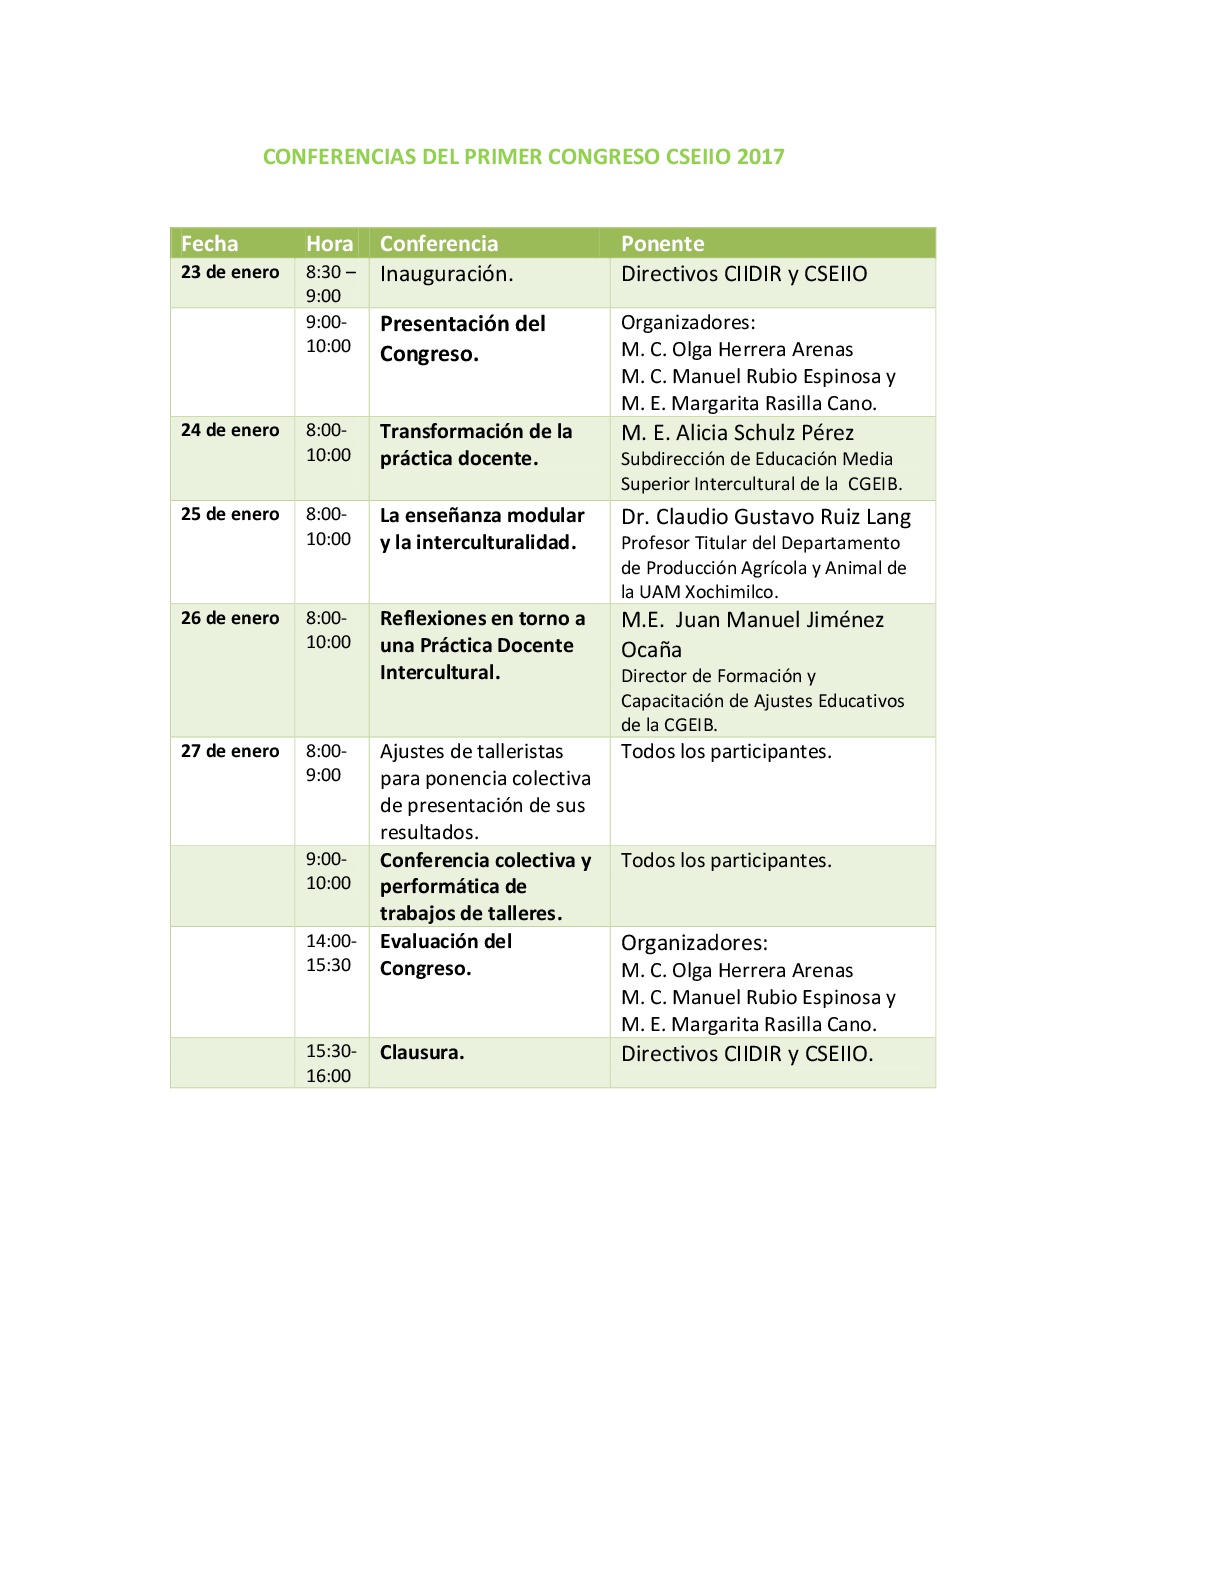 CONFERENCIAS DEL PRIMER CONGRESO CSEIIO 2017
Fecha Hora Conferencia Ponente
23 de enero 8:30 – Inauguración. Directivos CIIDIR y CSEIIO
9:00
9:00- Presentación del Organizadores:
10:00 Congreso. M. C. Olga Herrera Arenas
M. C. Manuel Rubio Espinosa y
M. E. Margarita Rasilla Cano.
24 de enero 8:00- Transformación de la M. E. Alicia Schulz Pérez
10:00 práctica docente. Subdirección de Educación Media
Superior Intercultural de la  CGEIB.
25 de enero 8:00- La enseñanza modular Dr. Claudio Gustavo Ruiz Lang
10:00 y la interculturalidad. Profesor Titular del Departamento
de Producción Agrícola y Animal de
la UAM Xochimilco.
26 de enero 8:00- Reflexiones en torno a M.E.  Juan Manuel Jiménez
10:00 una Práctica Docente Ocaña
Intercultural. Director de Formación y
Capacitación de Ajustes Educativos
de la CGEIB.
27 de enero 8:00- Ajustes de talleristas Todos los participantes.
9:00 para ponencia colectiva
de presentación de sus
resultados.
9:00- Conferencia colectiva y Todos los participantes.
10:00 performática de
trabajos de talleres.
14:00- Evaluación del Organizadores:
15:30 Congreso. M. C. Olga Herrera Arenas
M. C. Manuel Rubio Espinosa y
M. E. Margarita Rasilla Cano.
15:30- Clausura. Directivos CIIDIR y CSEIIO.
16:00